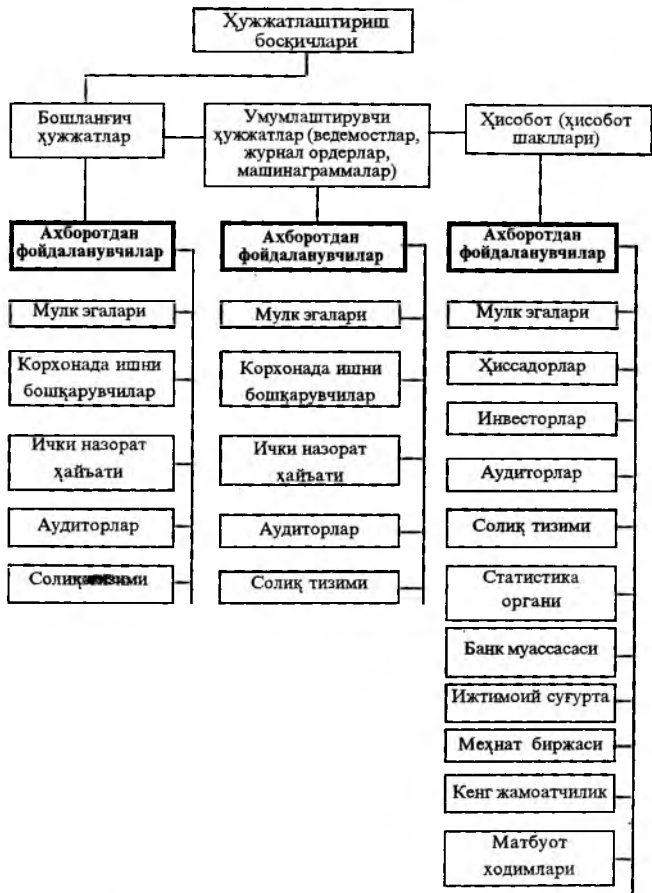 Ҳужжатлаштириш
босқичлари
Бошланғич
ҳужжатлар
Умумлаштирувчи
ҳужжатлар (ведемостлар,
журнал ордерлар,
машинаграммалар)
Ҳисобот (ҳисобот
шакллари)
Ахборотдан
фойдаланувчилар
Мулк эгалари
Корхонада ишни
бошқарувчилар
Ички назорат
ҳайъати
Аудиторлар
Солиқ тизими
Ахборотдан
фойдаланувчилар
Мулк эгалари
Корхонада ишни
бошқарувчилар
Ички назорат
ҳайъати
Аудиторлар
Солиқ тизими
Ахборотдан
фойдаланувчилар
Мулк эгалари
Ҳиссадорлар
Инвесторлар
Аудиторлар
Солиқ тизими
Статистика
органи
Банк муассасаси
Ижтимоий суғурта
Меҳнат биржаси
Кенг жамоатчилик
Матбуот
ходимлари